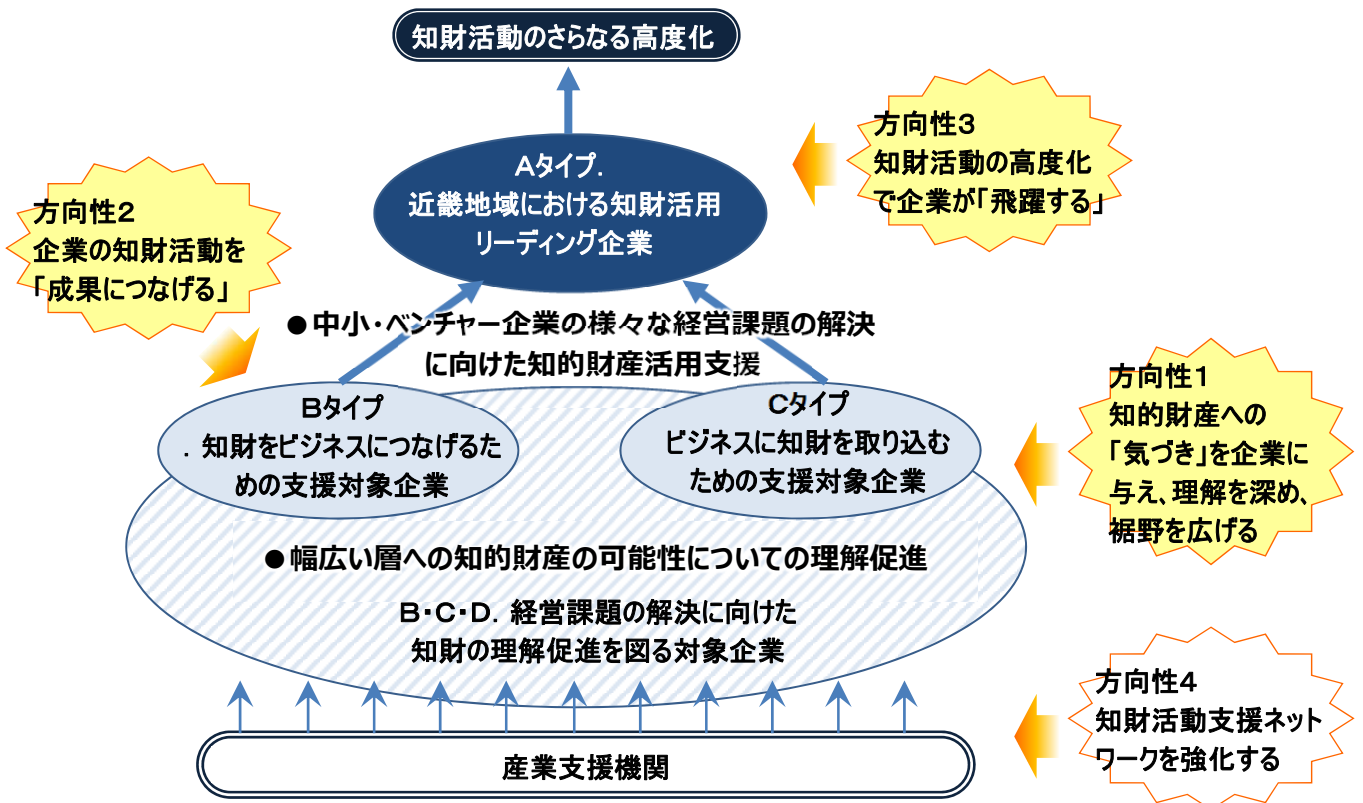 知財活動のさらなる高度化
方向性３
知財活動の高度化
で企業が「飛躍する」
Ａタイプ．
近畿地域における知財活用
リーディング企業
方向性２
企業の知財活動を
「成果につなげる」
●中小・ベンチャー企業の様々な経営課題の解決
に向けた知的財産活用支援
Ｂタイプ
．知財をビジネスにつなげるた
めの支援対象企業
Ｃタイプ
ビジネスに知財を取り込む
ための支援対象企業
方向性１
知的財産への
「気づき」を企業に
与え、理解を深め、
裾野を広げる
●幅広い層への知的財産の可能性についての理解促進
Ｂ・Ｃ・Ｄ．経営課題の解決に向けた
知財の理解促進を図る対象企業
方向性４
知財活動支援ネット
ワークを強化する
産業支援機関